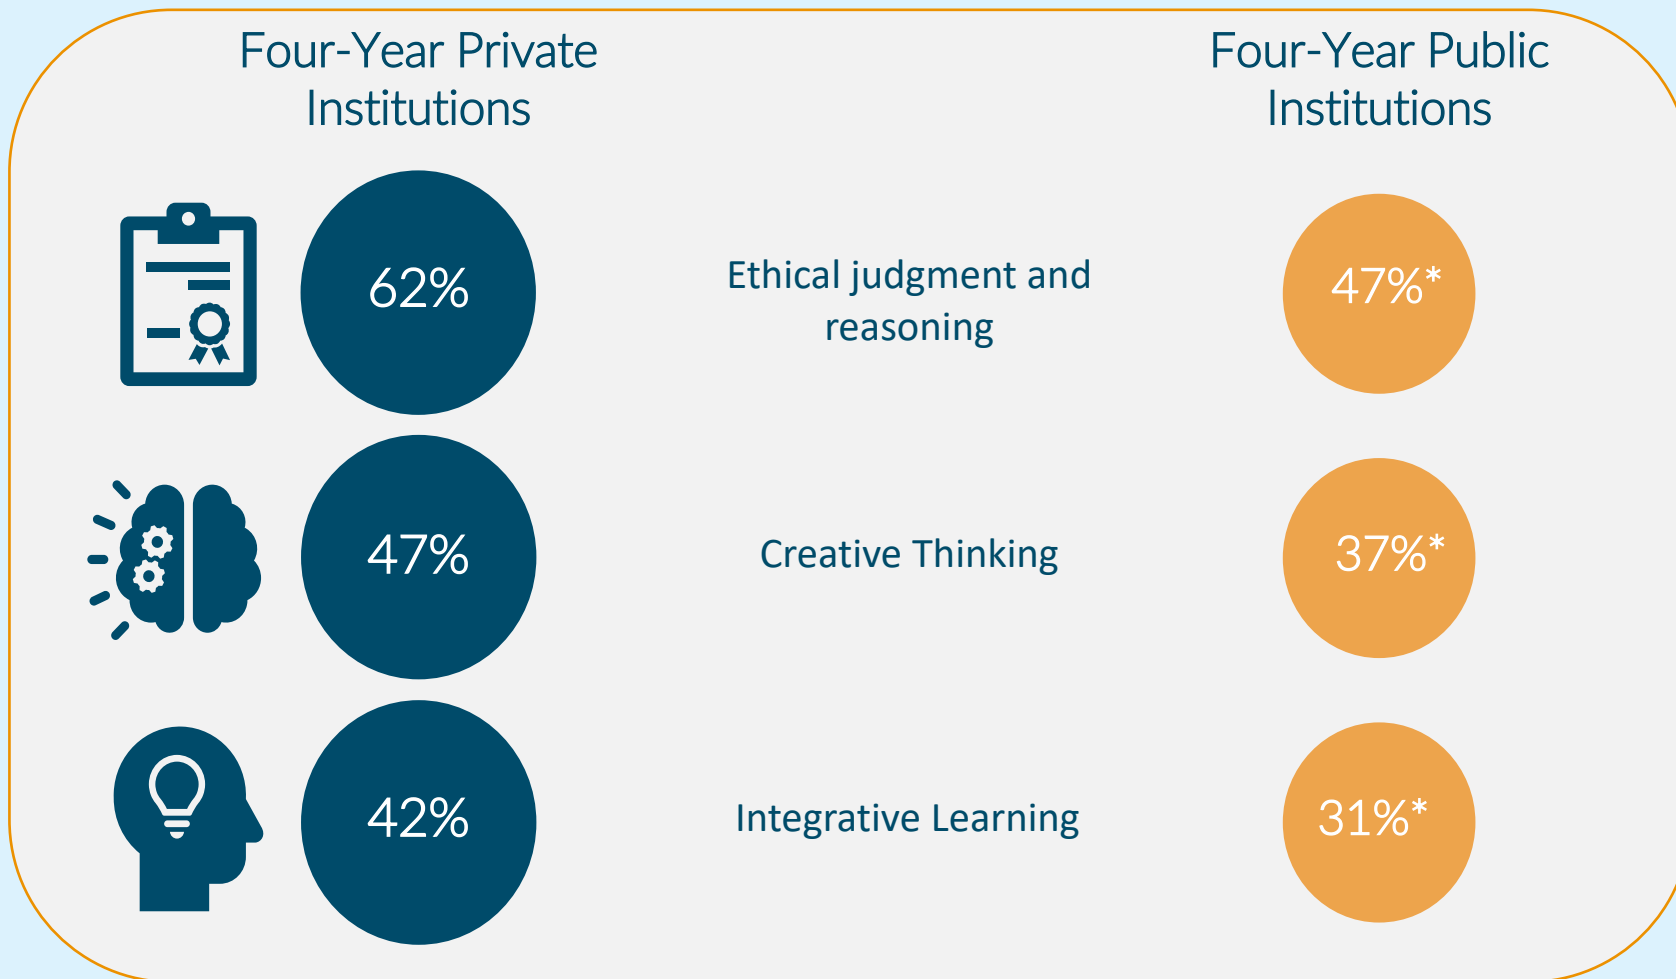 Four-Year Private
Institutions
Four-Year Public
Institutions
62%
Ethical judgment and
reasoning
47%*
47%
Creative Thinking
37%*
42%
Integrative Learning
31%*